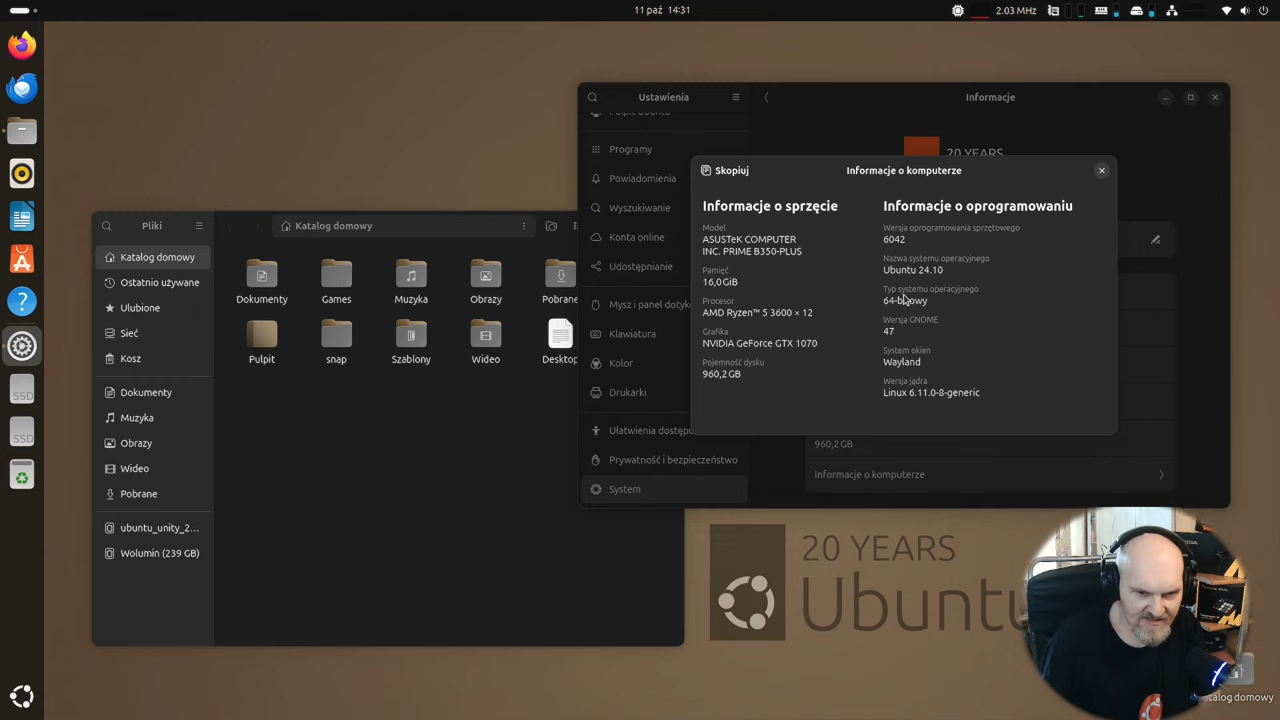 11 paź 14:31
2.03 MHz
Ustawienia
Informacje
20 YEARS
Programy
Powiadomienia
Wyszukiwanie
Konta online
Udostępnianie
Mysz i panel
Klawiatura
Kolor
Drukarki
Ułatwienia
Prywatność i bezpieczeństwo
System
Skopiuj
Informacje o komputerze
Informacje o sprzęcie
Model
ASUSTeK COMPUTER
INC. PRIME B350-PLUS
Pamięć
16,0 GiB
Procesor
AMD Ryzen™ 5 3600 × 12
Grafika
NVIDIA GeForce GTX 1070
Pojemność dysku
960,2 GB
Informacje o oprogramowaniu
Wersja oprogramowania sprzętowego
6042
Nazwa systemu operacyjnego
Ubuntu 24.10
Typ systemu operacyjnego
64-bitowy
Wersja GNOME
47
System okien
Wayland
Wersja jądra
Linux 6.11.0-8-generic
960,2 GB
Informacje o komputerze
Pliki
Katalog domowy
Katalog domowy
Ostatnio używane
Ulubione
Sieć
Kosz
Dokumenty
Muzyka
Obrazy
Wideo
Pobrane
ubuntu_unity_2...
Wolumin (239 GB)
Dokumenty
Games
Muzyka
Obrazy
Pobrane
Pulpit
snap
Szablony
Wideo
Desktop
SSD
SSD
20 YEARS
Ubuntu
domowy